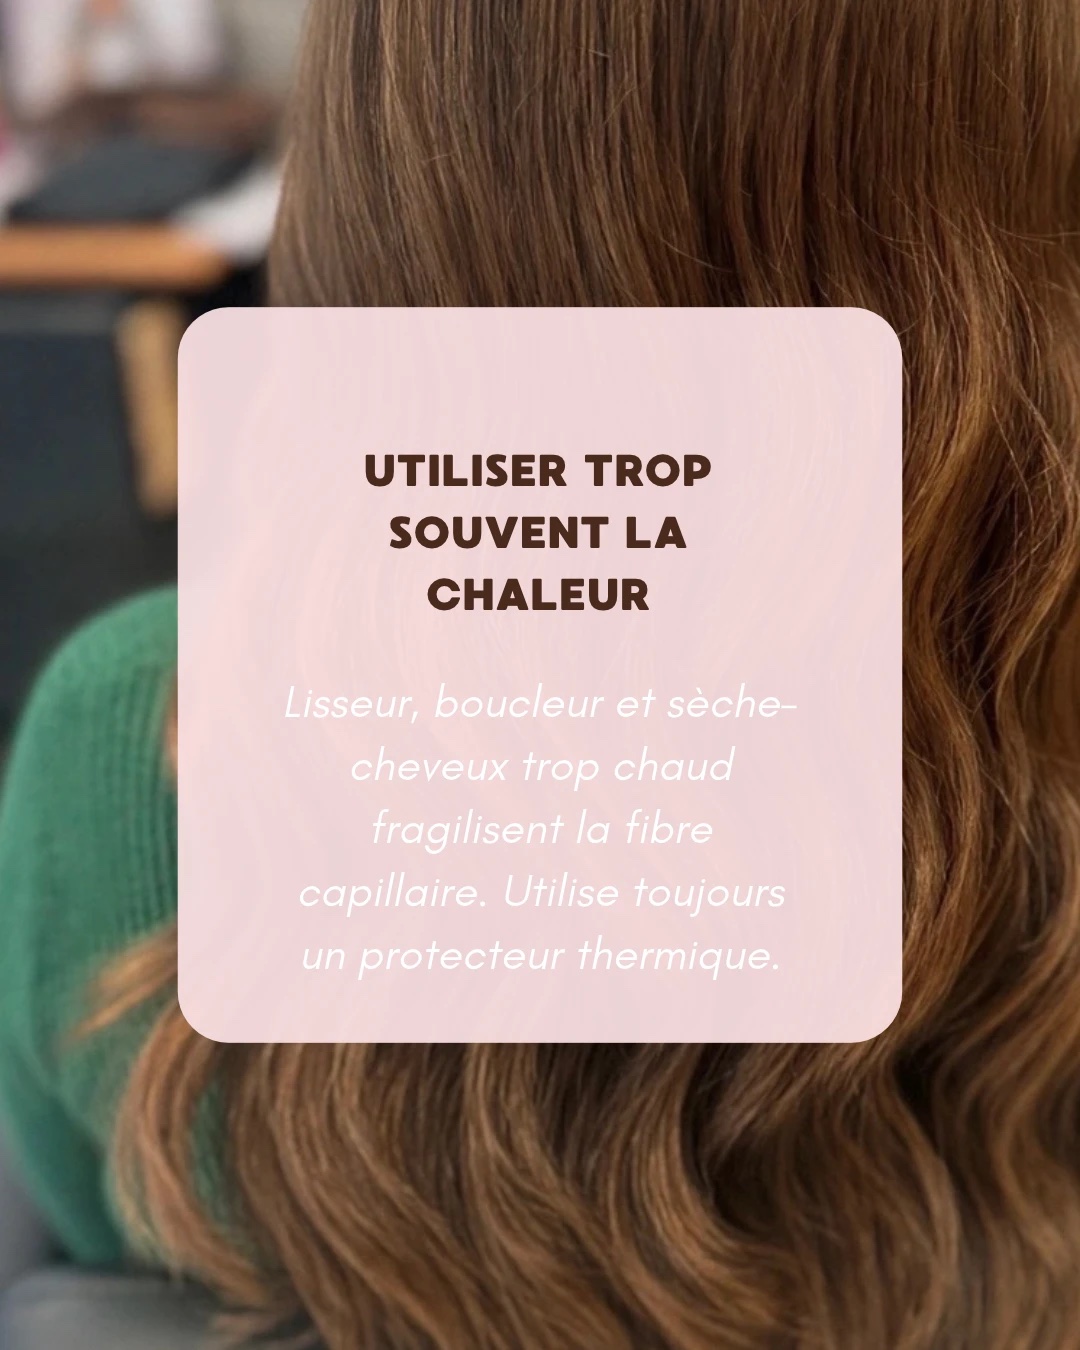 UTILISER TROP
SOUVENT LA
CHALEUR
Lisseur, boucleur et sèche-
cheveux trop chaud
fragilisent la fibre
capillaire. Utilise toujours
un protecteur thermique.